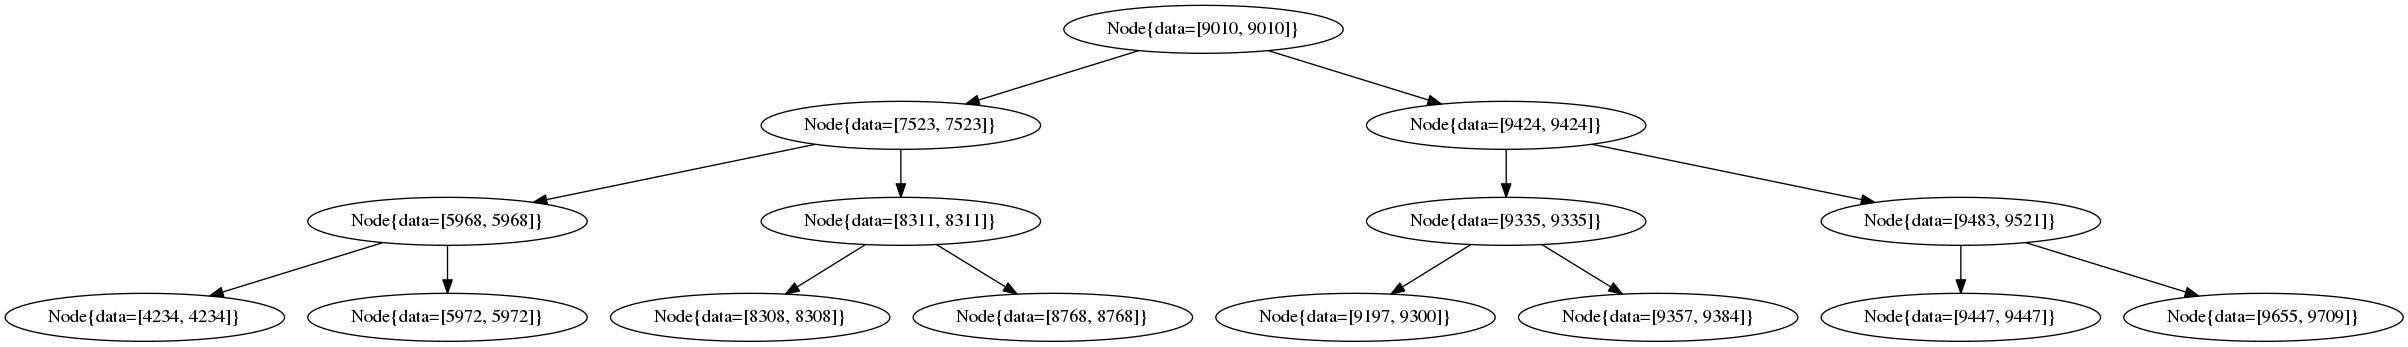 Node{data=[9010, 9010]}
Node{data=[7523, 7523]}
Node{data=[9424, 9424]}
Node{data=[5968, 5968]}
Node{data=[8311, 8311]}
Node{data=[9335, 9335]}
Node{data=[9483, 9521]}
Node{data=[4234, 4234]}
Node{data=[5972, 5972]}
Node{data=[8308, 8308]}
Node{data=[8768, 8768]}
Node{data=[9197, 9300]}
Node{data=[9357, 9384]}
Node{data=[9447, 9447]}
Node{data=[9655, 9709]}